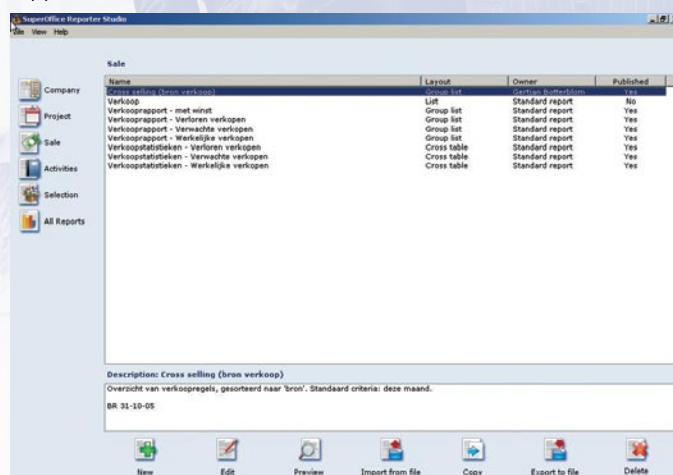 SuperOffice Reporter Studio
File View Help
Sale
Name Layout Owner Published
Cross selling (bron verkoop) Group list Gertjan Botterblom Yes
Verkoop List Standard report No
Verkooprapport - met winst Group list Standard report Yes
Verkooprapport - Verloren verkopen Group list Standard report Yes
Verkooprapport - Verwachte verkopen Group list Standard report Yes
Verkooprapport - Werkelijke verkopen Group list Standard report Yes
Verkoopstatistieken - Verloren verkopen Cross table Standard report Yes
Verkoopstatistieken - Verwachte verkopen Cross table Standard report Yes
Verkoopstatistieken - Werkelijke verkopen Cross table Standard report Yes
Company
Project
Sale
Activities
Selection
All Reports
Description: Cross selling (bron verkoop)
Overzicht van verkoopregels, gesorteerd naar 'bron'. Standaard criteria: deze maand.
BR 31-10-05
New Edit Preview Import from file Copy Export to file Delete